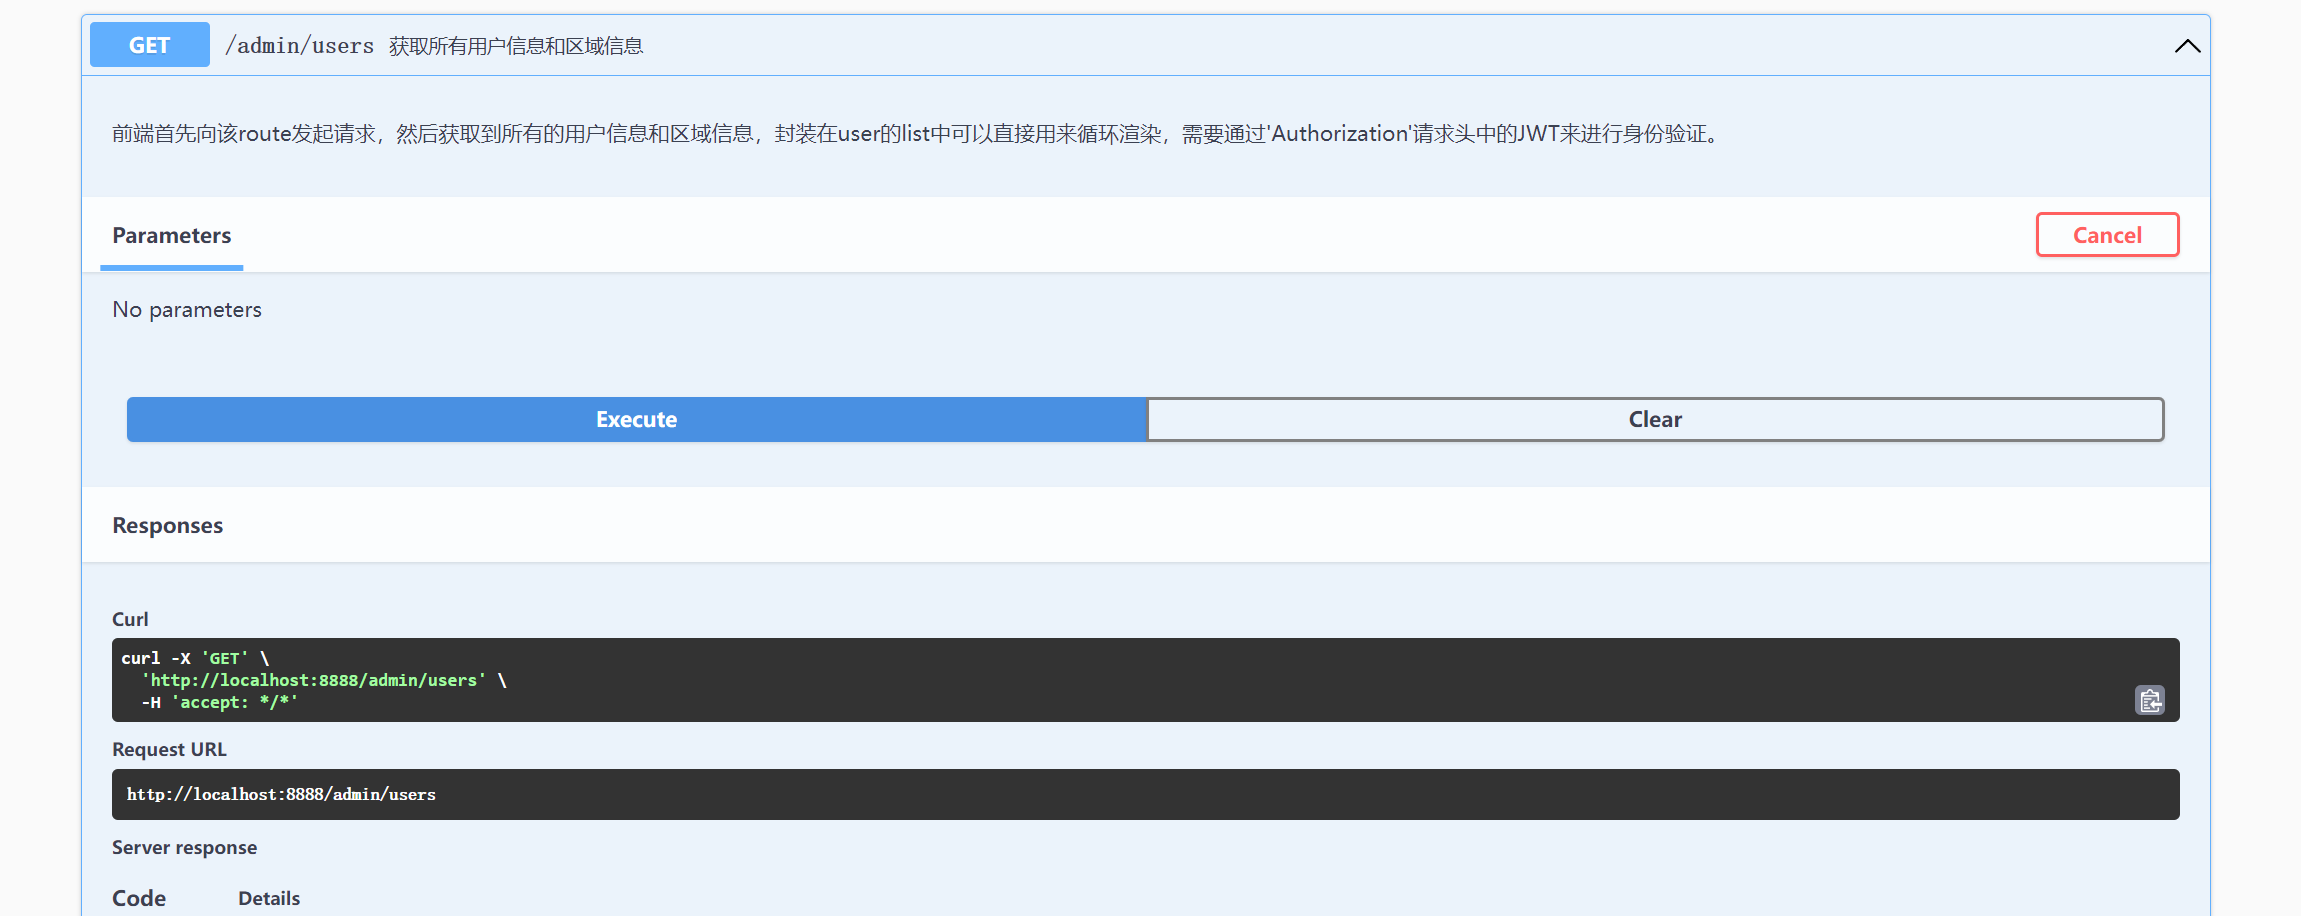 GET /admin/users 获取所有用户信息和区域信息
前端首先向该route发起请求，然后获取到所有的用户信息和区域信息，封装在user的list中可以直接用来循环渲染，需要通过'Authorization'请求头中的JWT来进行身份验证。
Parameters Cancel
No parameters
Execute Clear
Responses
Curl
curl -X 'GET' \
'http://localhost:8888/admin/users' \
-H 'accept: */*'
Request URL
http://localhost:8888/admin/users
Server response
Code Details